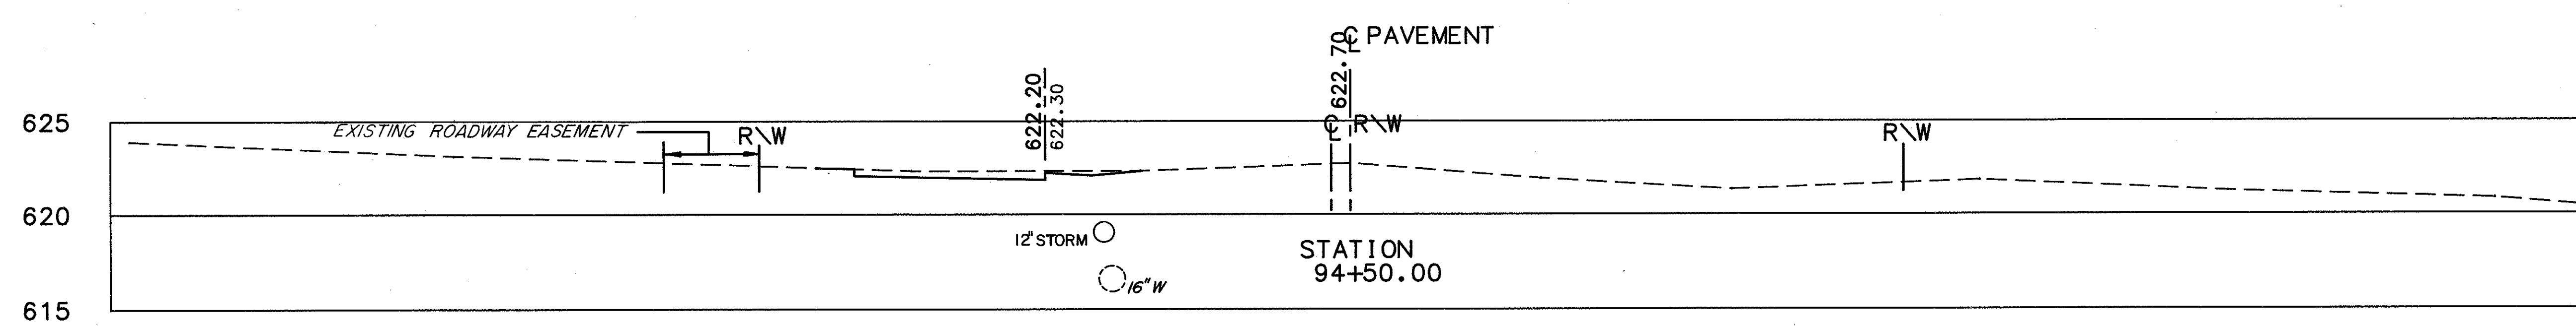 ℄ PAVEMENT
622.20
622.30
622.70
625
EXISTING ROADWAY EASEMENT
R\W
℄ R\W
R\W
620
12" STORM
STATION
94+50.00
16" W
615